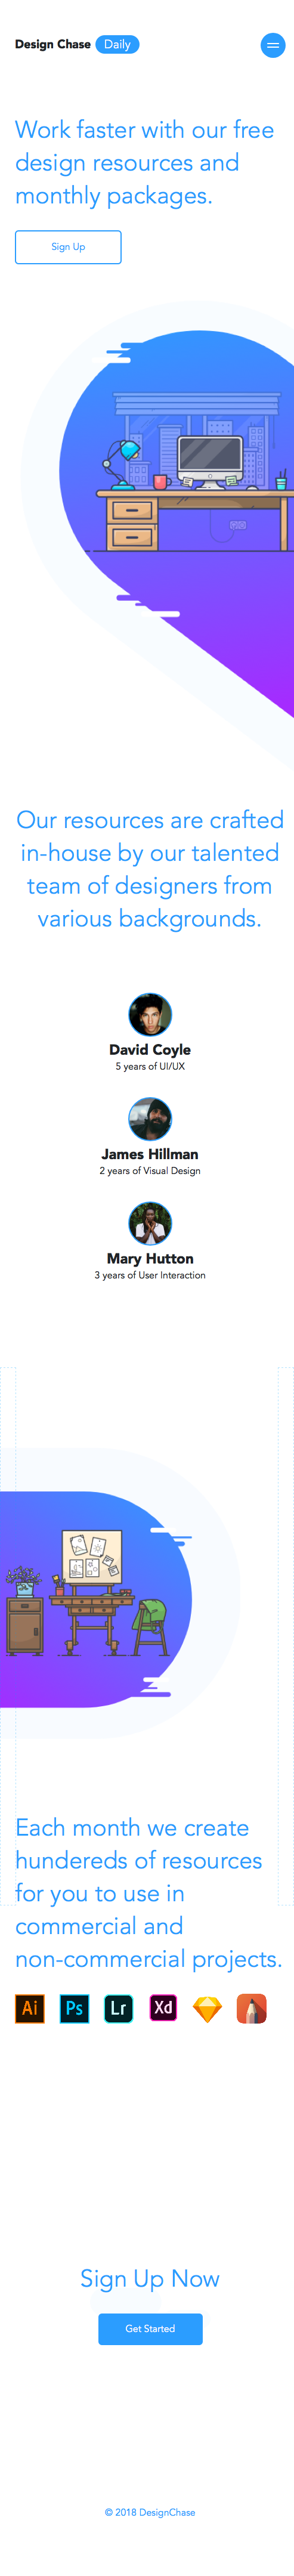 Design Chase Daily
Work faster with our free
design resources and
monthly packages.
Sign Up
Our resources are crafted
in-house by our talented
team of designers from
various backgrounds.
David Coyle
5 years of UI/UX
James Hillman
2 years of Visual Design
Mary Hutton
3 years of User Interaction
Each month we create
hundereds of resources
for you to use in
commercial and
non-commercial projects.
Ai Ps Lr Xd
Sign Up Now
Get Started
© 2018 DesignChase